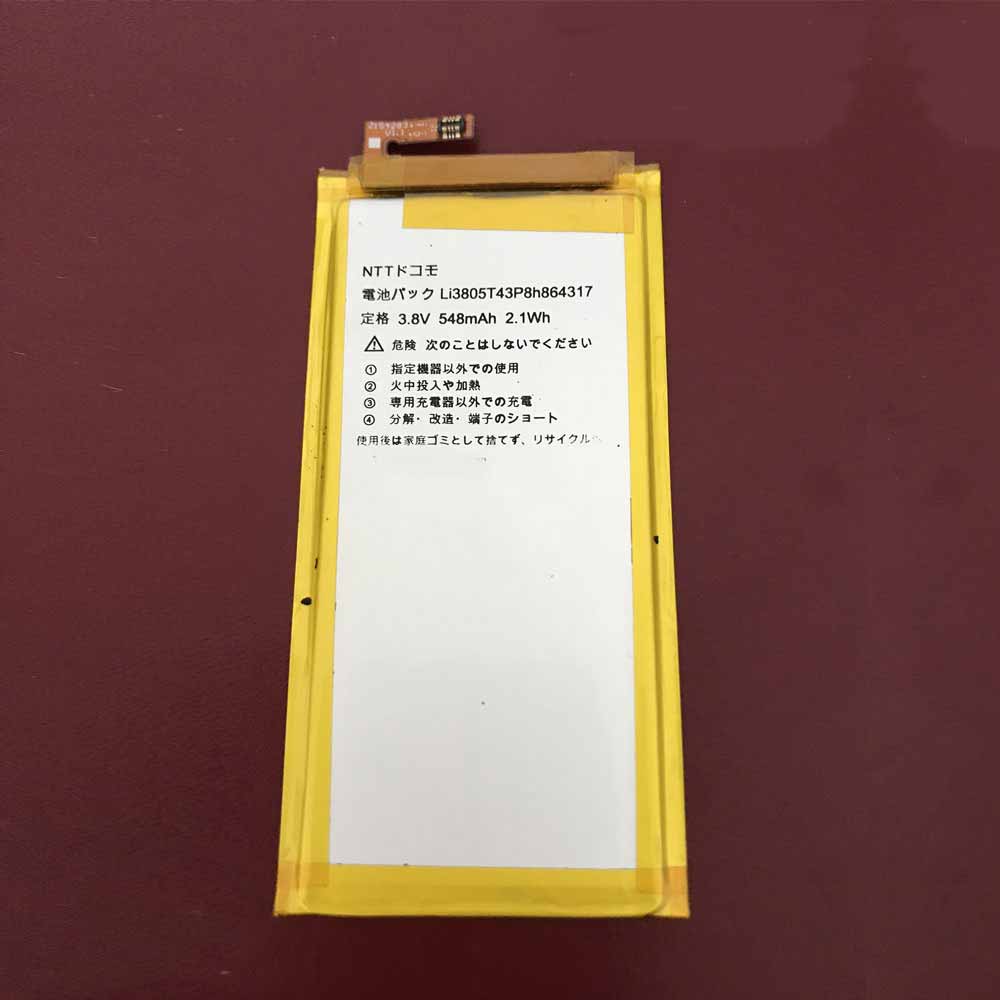 V1.1
NTTドコモ
電池パック Li3805T43P8h864317
定格 3.8V 548mAh 2.1Wh
危険 次のことはしないでください
① 指定機器以外での使用
② 火中投入や加熱
③ 専用充電器以外での充電
④ 分解・改造・端子のショート
使用後は家庭ゴミとして捨てず、リサイクル